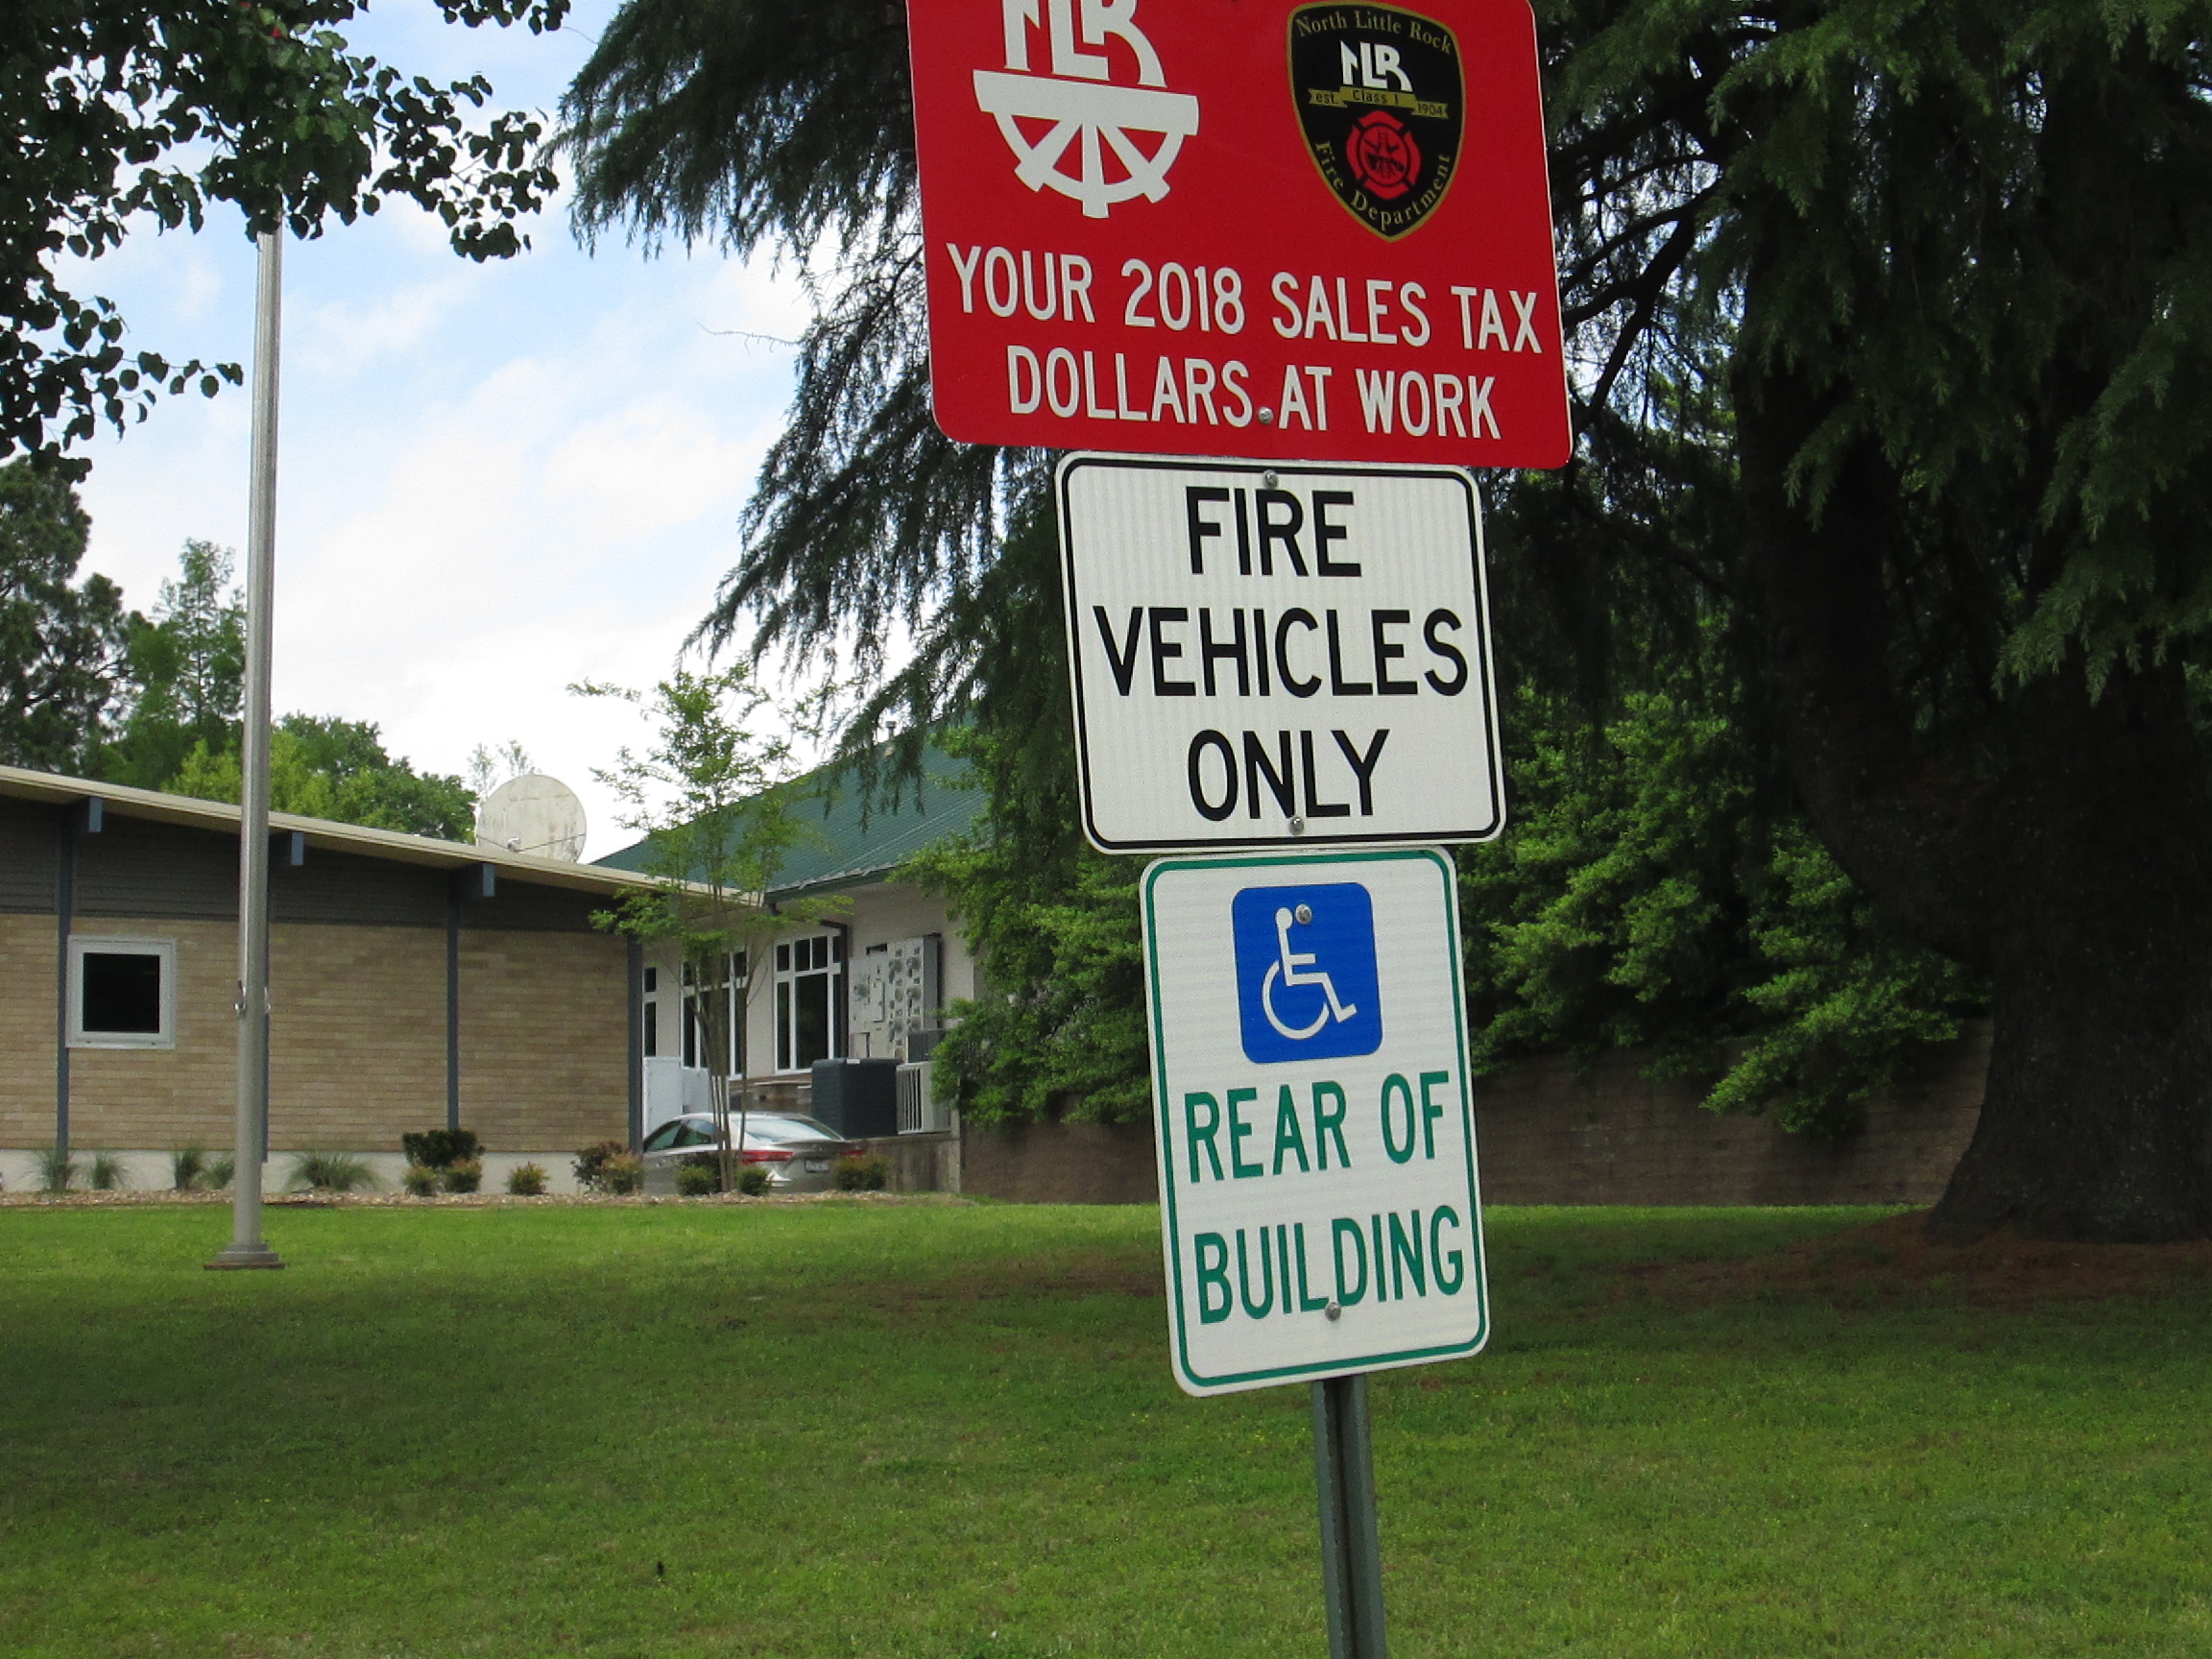 NLR
North Little Rock
NLR
est. Class 1 1904
Fire Department
YOUR 2018 SALES TAX
DOLLARS AT WORK
FIRE
VEHICLES
ONLY
REAR OF
BUILDING